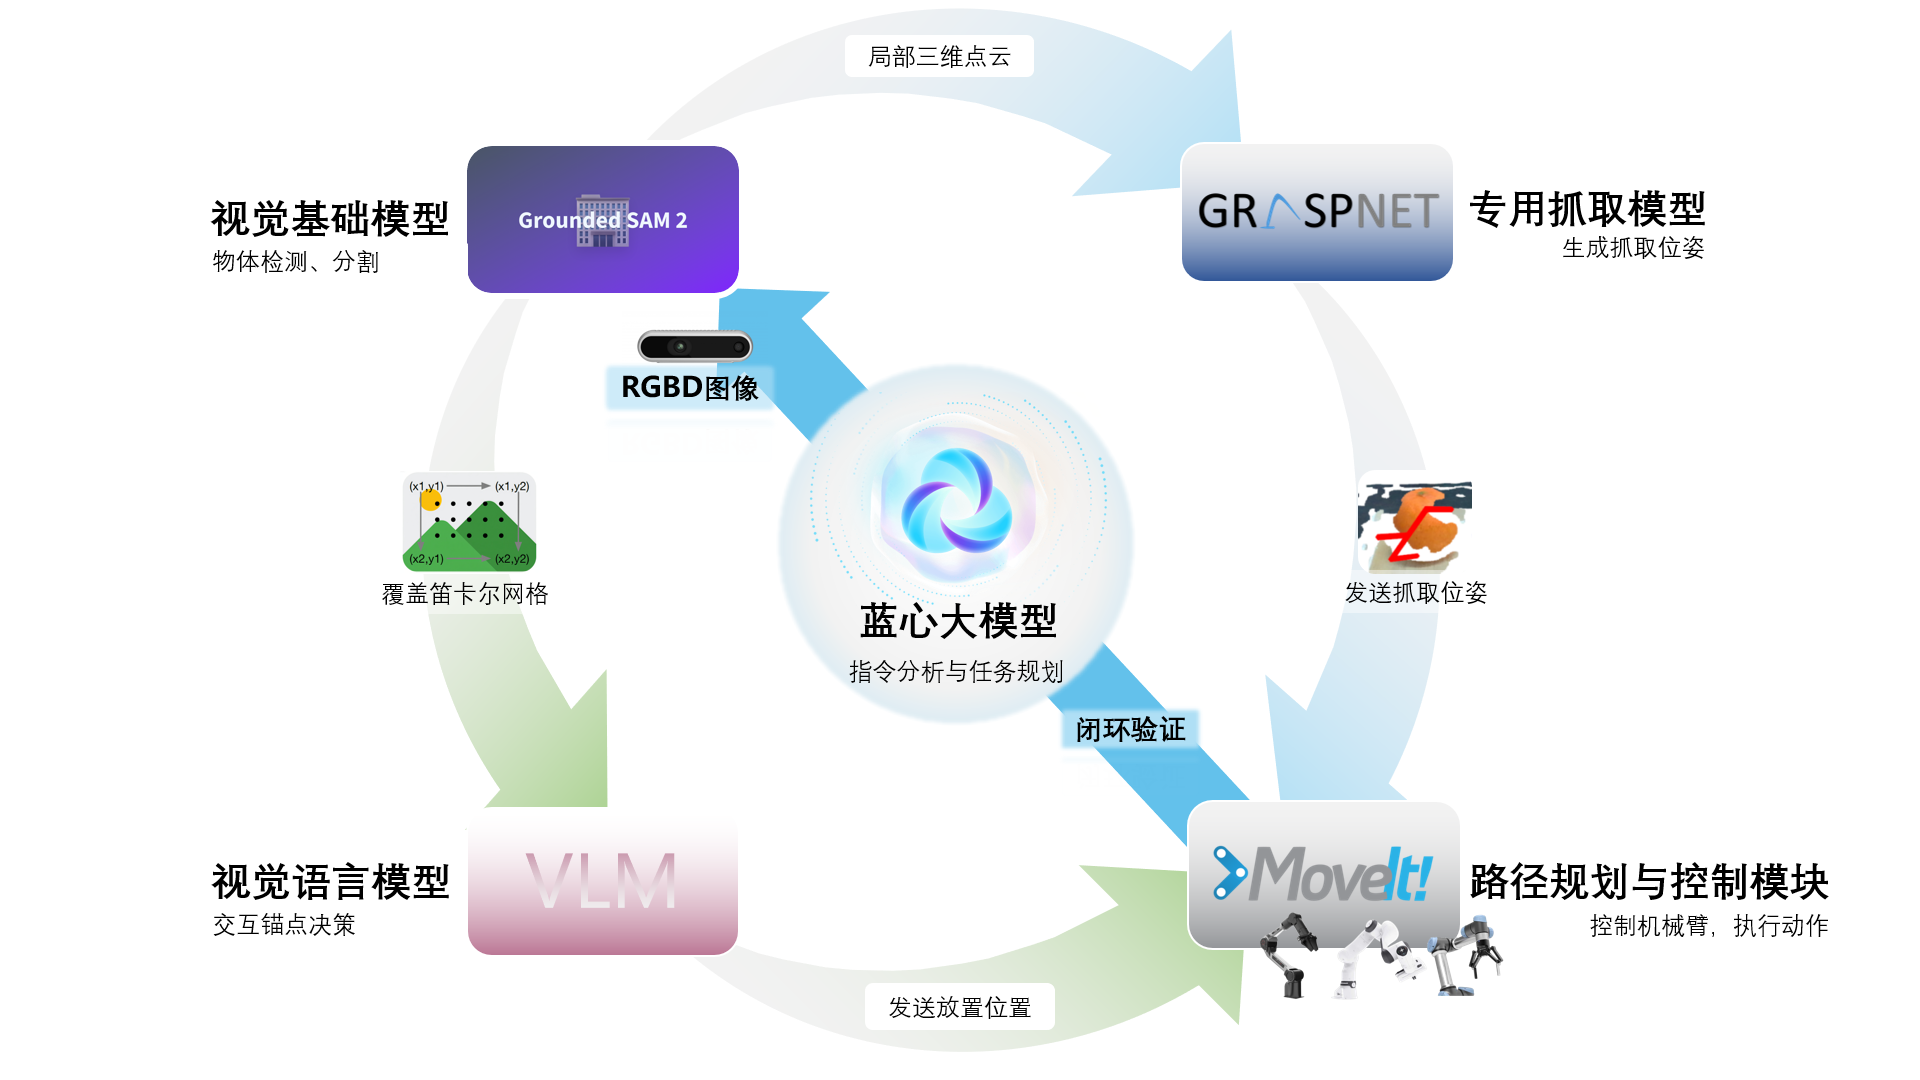 局部三维点云
Grounded SAM 2
视觉基础模型
物体检测、分割
GRASPNET
专用抓取模型
生成抓取位姿
RGBD图像
(x1,y1)
(x1,y2)
(x2,y1)
(x2,y2)
覆盖笛卡尔网格
发送抓取位姿
蓝心大模型
指令分析与任务规划
闭环验证
VLM
视觉语言模型
交互锚点决策
MoveIt!
路径规划与控制模块
控制机械臂，执行动作
发送放置位置